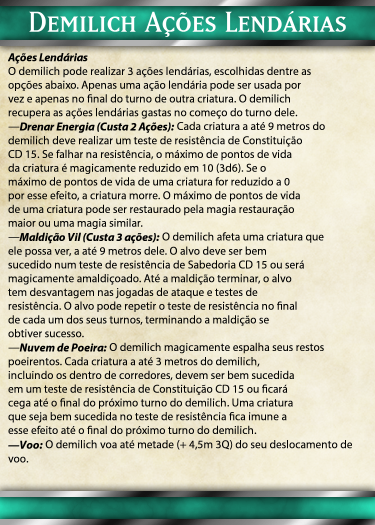 Demilich Ações Lendárias
Ações Lendárias
O demilich pode realizar 3 ações lendárias, escolhidas dentre as
opções abaixo. Apenas uma ação lendária pode ser usada por
vez e apenas no final do turno de outra criatura. O demilich
recupera as ações lendárias gastas no começo do turno dele.
—Drenar Energia (Custa 2 Ações): Cada criatura a até 9 metros do
demilich deve realizar um teste de resistência de Constituição
CD 15. Se falhar na resistência, o máximo de pontos de vida
da criatura é magicamente reduzido em 10 (3d6). Se o
máximo de pontos de vida de uma criatura for reduzido a 0
por esse efeito, a criatura morre. O máximo de pontos de vida
de uma criatura pode ser restaurado pela magia restauração
maior ou uma magia similar.
—Maldição Vil (Custa 3 ações): O demilich afeta uma criatura que
ele possa ver, a até 9 metros dele. O alvo deve ser bem
sucedido num teste de resistência de Sabedoria CD 15 ou será
magicamente amaldiçoado. Até a maldição terminar, o alvo
tem desvantagem nas jogadas de ataque e testes de
resistência. O alvo pode repetir o teste de resistência no final
de cada um dos seus turnos, terminando a maldição se
obtiver sucesso.
—Nuvem de Poeira: O demilich magicamente espalha seus restos
poeirentos. Cada criatura a até 3 metros do demilich,
incluindo os dentro de corredores, devem ser bem sucedida
em um teste de resistência de Constituição CD 15 ou ficará
cega até o final do próximo turno do demilich. Uma criatura
que seja bem sucedida no teste de resistência fica imune a
esse efeito até o final do próximo turno do demilich.
—Voo: O demilich voa até metade (+ 4,5m 3Q) do seu deslocamento de
voo.